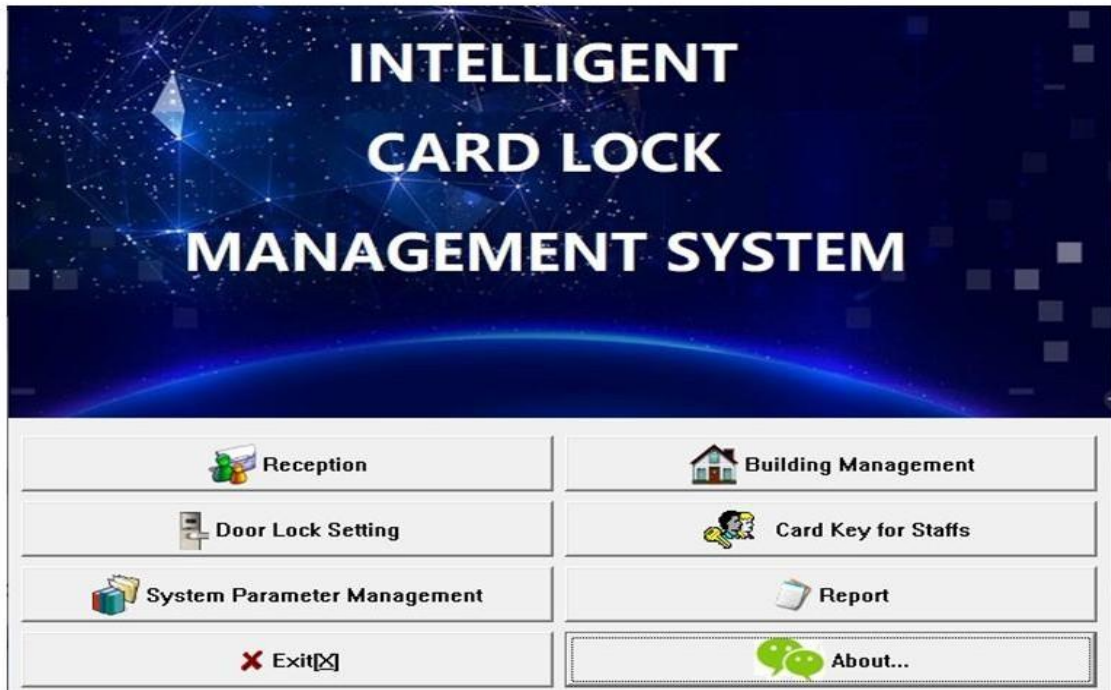 INTELLIGENT
CARD LOCK
MANAGEMENT SYSTEM
Reception
Building Management
Door Lock Setting
Card Key for Staffs
System Parameter Management
Report
Exit[X]
About...